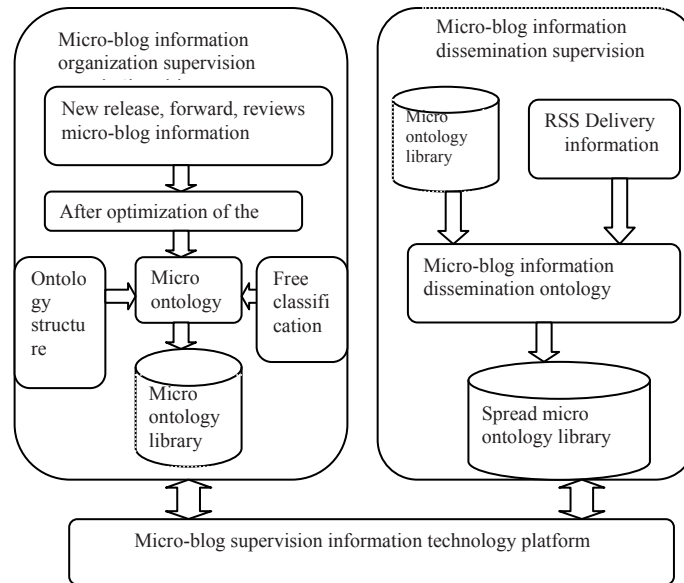 Micro-blog information
organization supervision
New release, forward, reviews
micro-blog information
After optimization of the
Ontolo
gy
structu
re
Micro
ontology
Free
classifi
cation
Micro
ontology
library
Micro-blog information
dissemination supervision
Micro
ontology
library
RSS Delivery
information
Micro-blog information
dissemination ontology
Spread micro
ontology library
Micro-blog supervision information technology platform